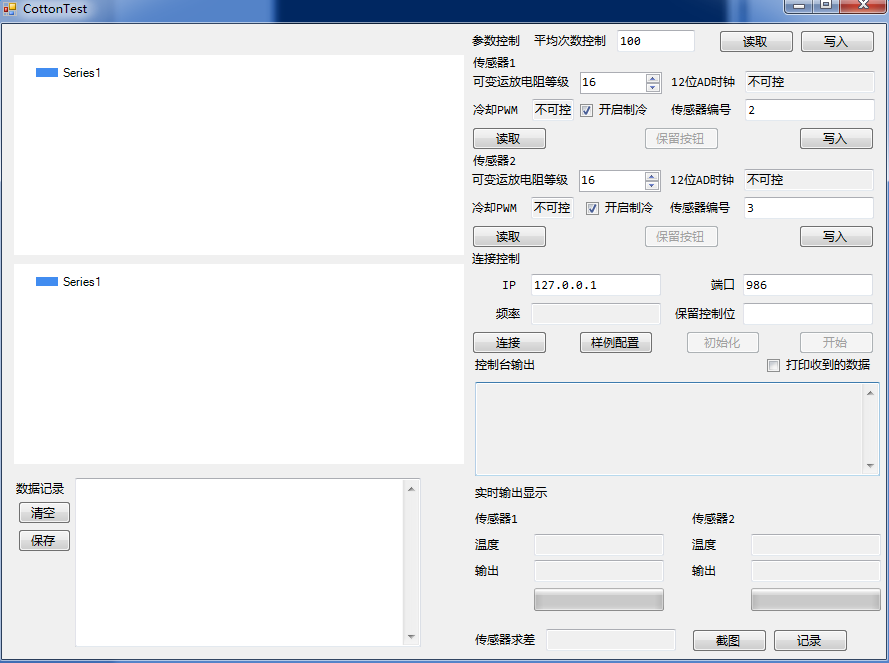 CottonTest
Series1
Series1
数据记录
清空
保存
参数控制 平均次数控制 100 读取 写入
传感器1
可变运放电阻等级 16 12位AD时钟 不可控
冷却PWM 不可控 开启制冷 传感器编号 2
读取 保留按钮 写入
传感器2
可变运放电阻等级 16 12位AD时钟 不可控
冷却PWM 不可控 开启制冷 传感器编号 3
读取 保留按钮 写入
连接控制
IP 127.0.0.1 端口 986
频率 保留控制位
连接 样例配置 初始化 开始
控制台输出 打印收到的数据
实时输出显示
传感器1 传感器2
温度 温度
输出 输出
传感器求差 截图 记录